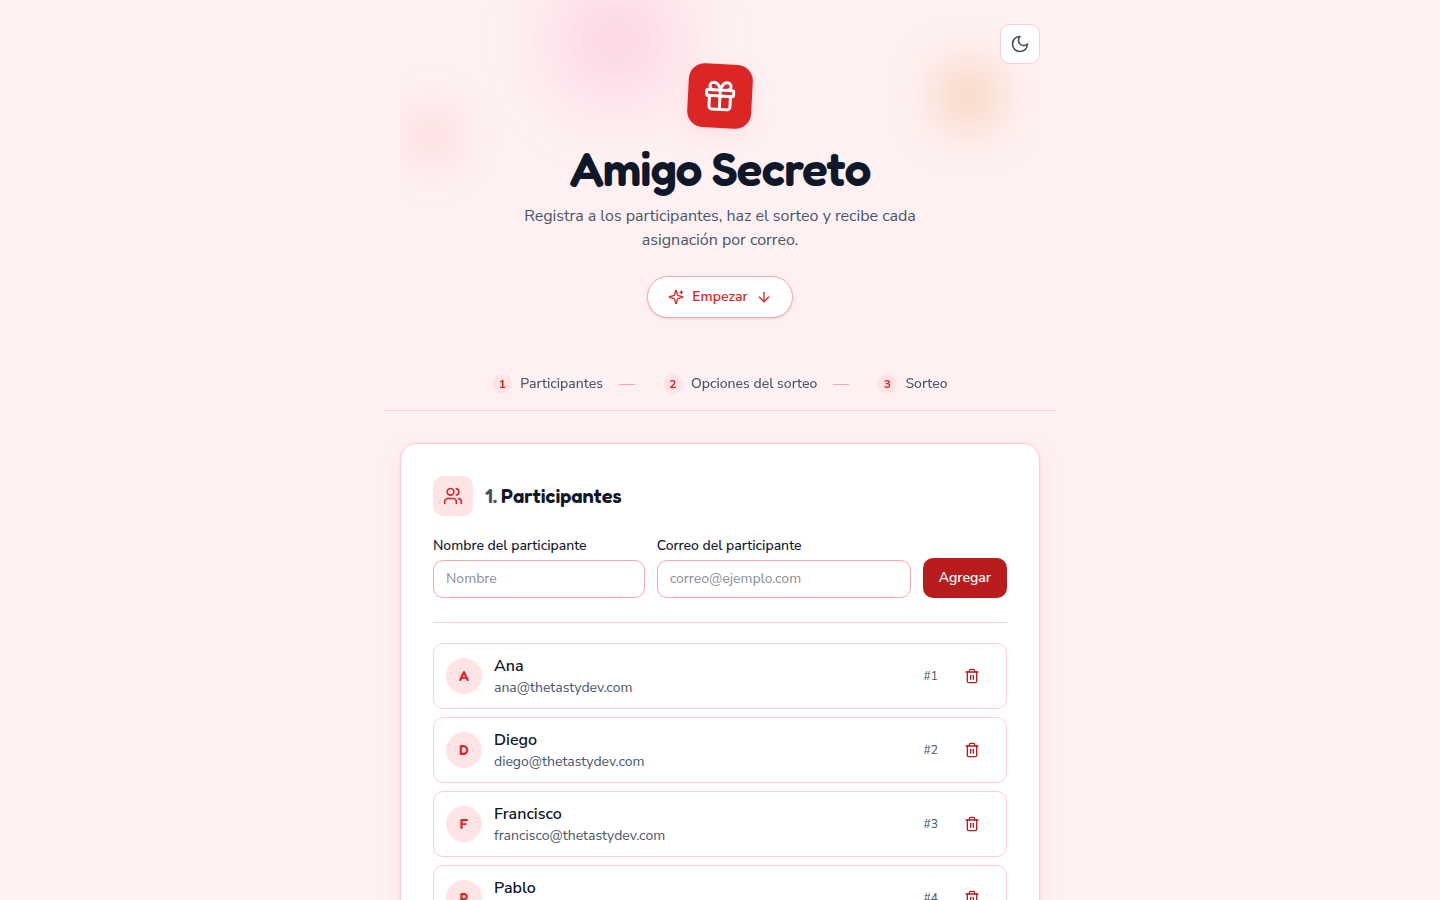 Amigo Secreto
Registra a los participantes, haz el sorteo y recibe cada
asignación por correo.
Empezar
1 Participantes
2 Opciones del sorteo
3 Sorteo
1. Participantes
Nombre del participante
Correo del participante
Nombre
correo@ejemplo.com
Agregar
A
Ana
ana@thetastydev.com
#1
D
Diego
diego@thetastydev.com
#2
F
Francisco
francisco@thetastydev.com
#3
P
Pablo
#4